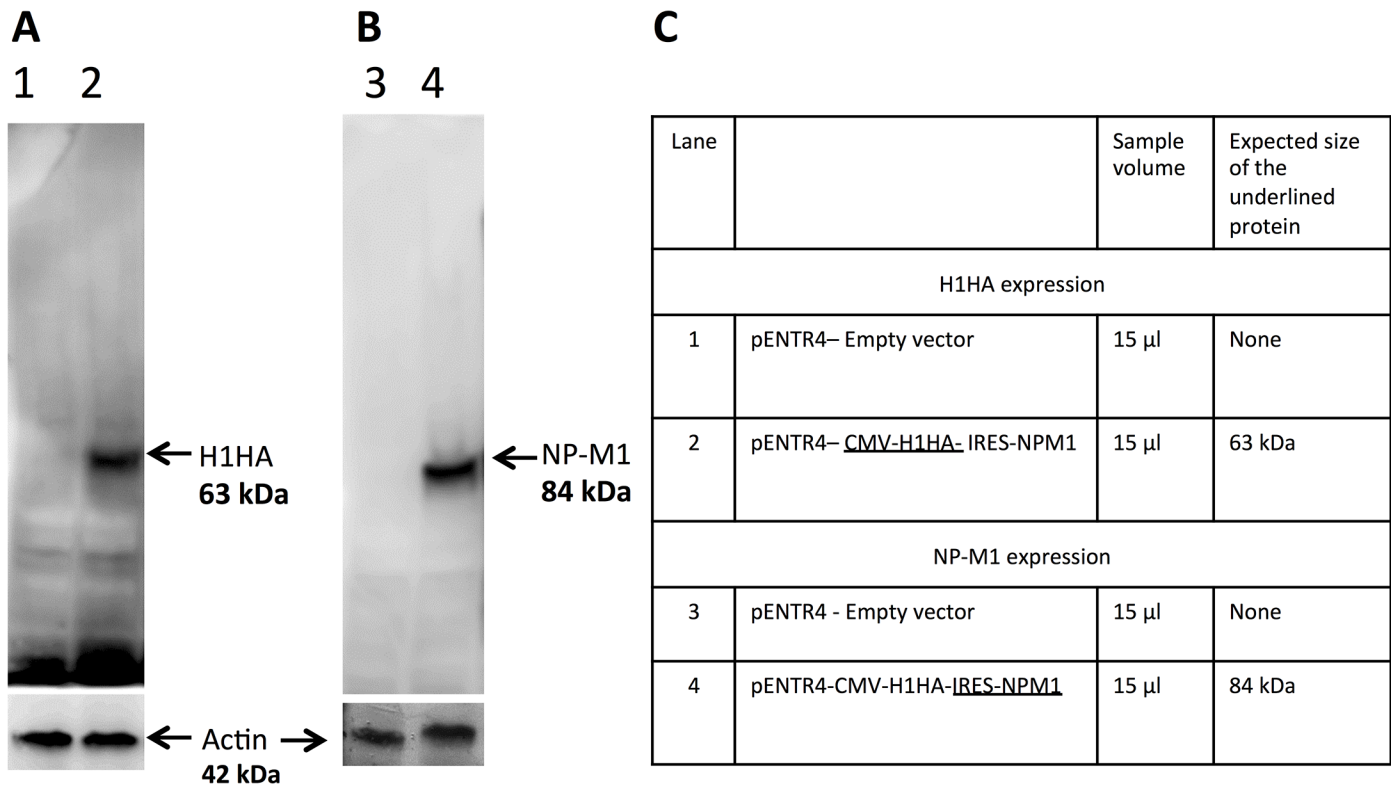 A
1 2
H1HA
63 kDa
B
3 4
NP-M1
84 kDa
Actin
42 kDa
C
Lane
Sample
volume
Expected size
of the
underlined
protein
H1HA expression
1 pENTR4– Empty vector 15 µl None
2 pENTR4– CMV-H1HA- IRES-NPM1 15 µl 63 kDa
NP-M1 expression
3 pENTR4 - Empty vector 15 µl None
4 pENTR4-CMV-H1HA-IRES-NPM1 15 µl 84 kDa